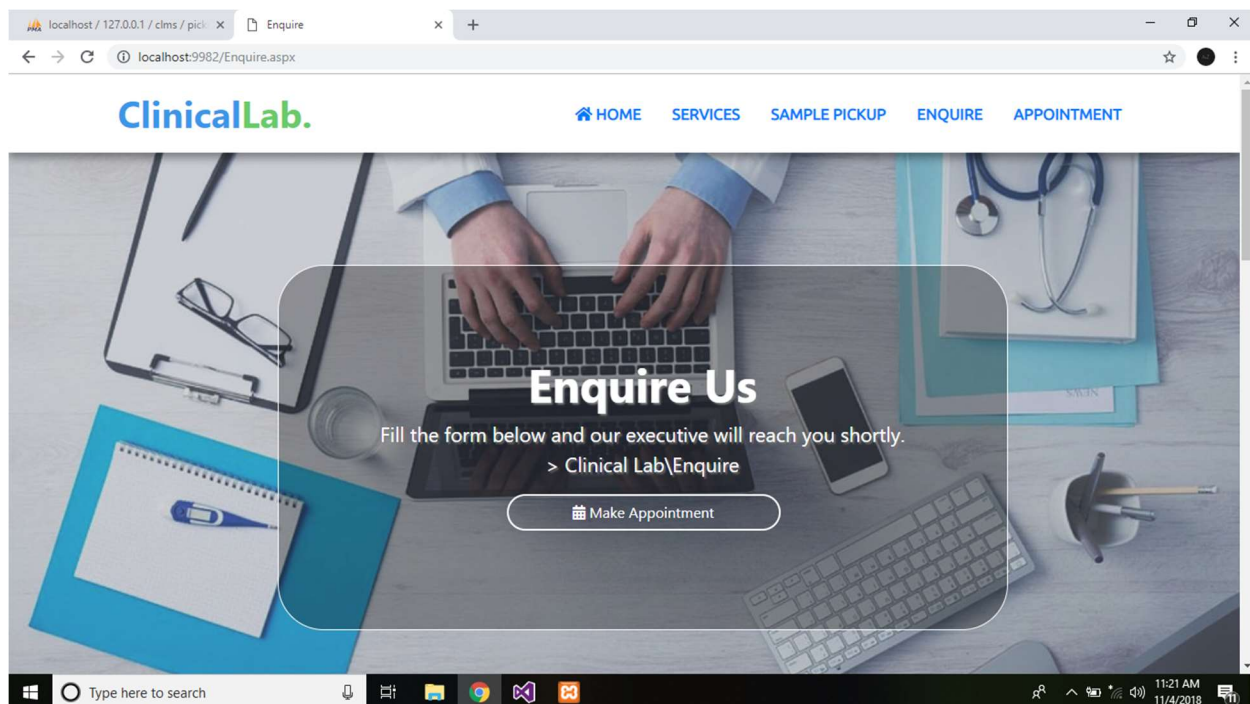 localhost / 127.0.0.1 / clms / pick
Enquire
localhost:9982/Enquire.aspx
ClinicalLab.
HOME SERVICES SAMPLE PICKUP ENQUIRE APPOINTMENT
NEWS
Enquire Us
Fill the form below and our executive will reach you shortly.
> Clinical Lab\Enquire
Make Appointment
Type here to search
11:21 AM
11/4/2018
11